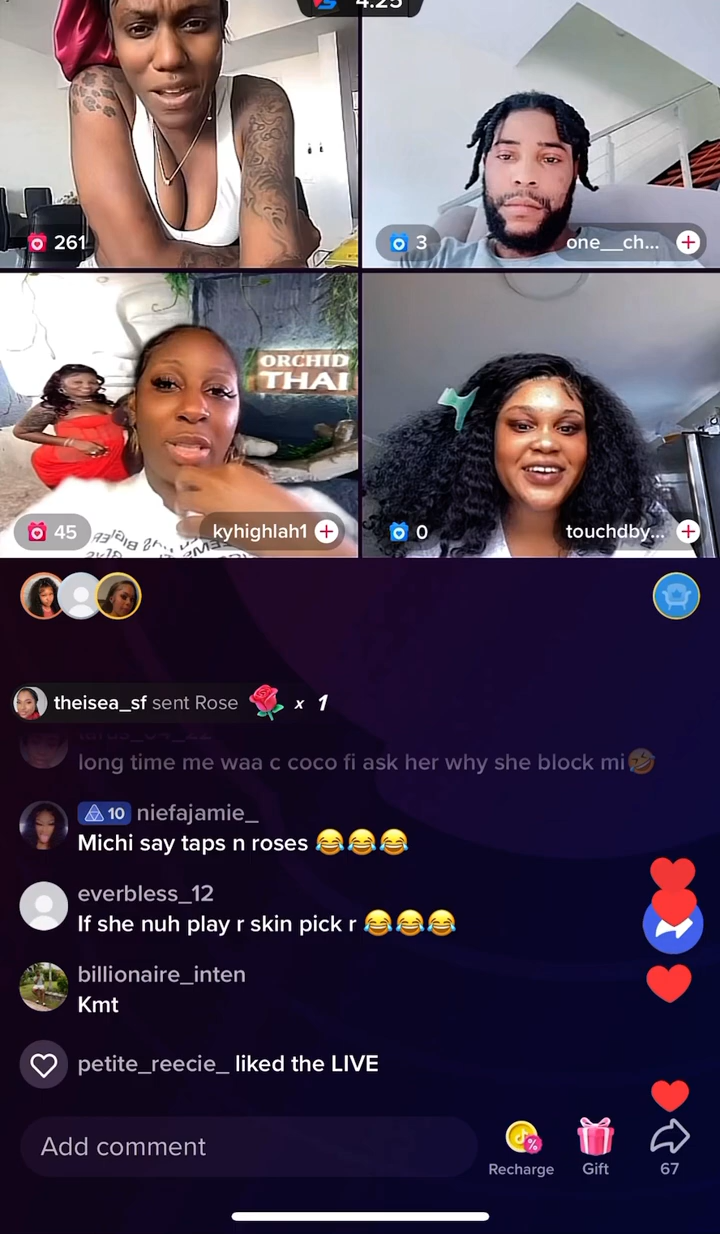 4:25
261
3
one__ch...
ORCHID
THAI
45
kyhighlah1
0
touchdby...
theisea_sf sent Rose x 1
long time me waa c coco fi ask her why she block mi🤣
10 niefajamie_
Michi say taps n roses 😂😂😂
everbless_12
If she nuh play r skin pick r 😂😂😂
billionaire_inten
Kmt
petite_reecie_ liked the LIVE
Add comment
Recharge
Gift
67